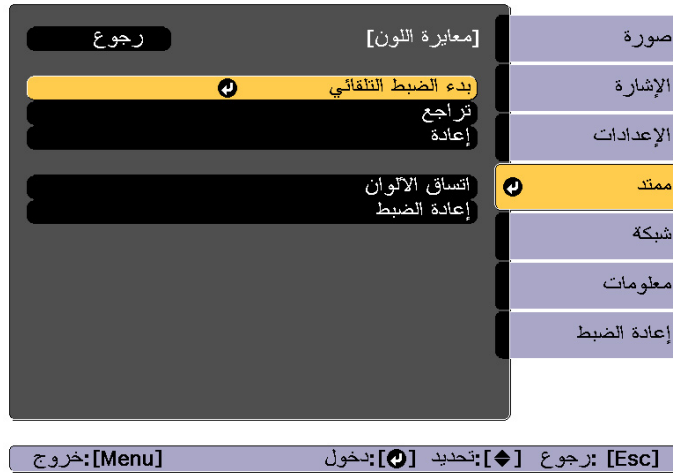 صورة
الإشارة
الإعدادات
ممتد
شبكة
معلومات
إعادة الضبط
[معايرة اللون]
رجوع
بدء الضبط التلقائي
تراجع
إعادة
اتساق الألوان
إعادة الضبط
[Esc] :رجوع [◆]:تحديد [↵]:دخول [Menu]:خروج